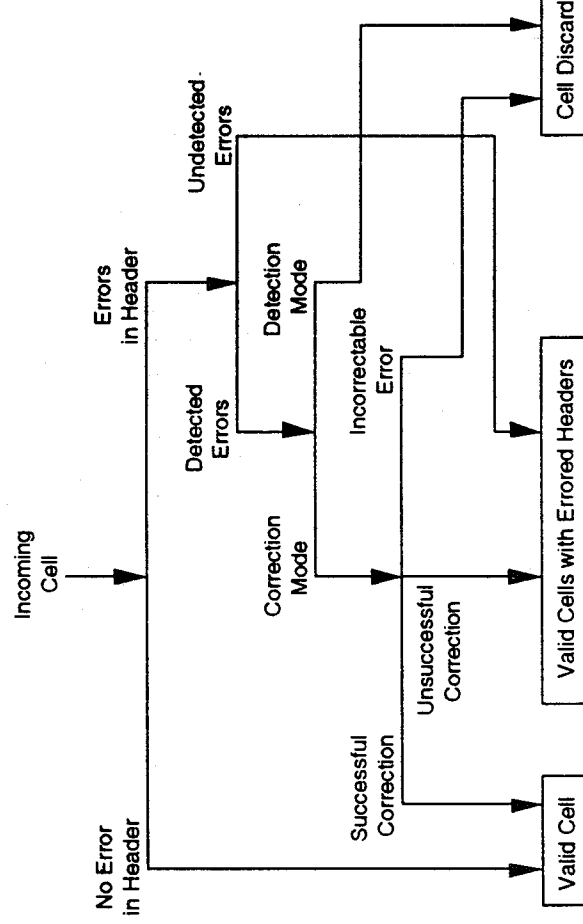 Incoming
Cell
No Error
in Header
Errors
in Header
Detected
Errors
Undetected
Errors
Correction
Mode
Detection
Mode
Successful
Correction
Unsuccessful
Correction
Incorrectable
Error
Valid Cell
Valid Cells with Errored Headers
Cell Discard